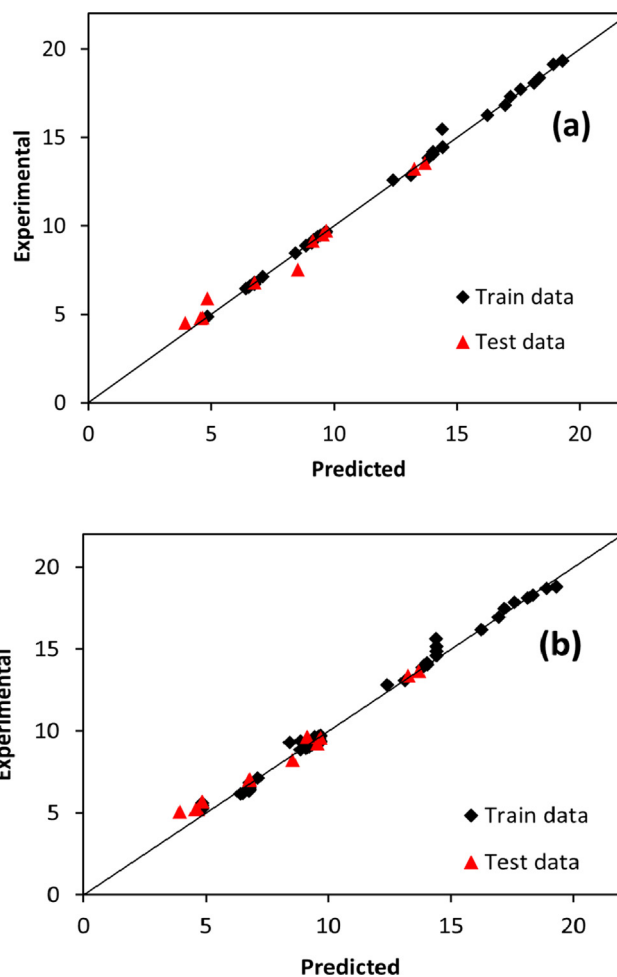 20
(a)
15
Experimental
10
Train data
5
Test data
0
0 5 10 15 20
Predicted
20
(b)
15
Experimental
10
Train data
5
Test data
0
0 5 10 15 20
Predicted